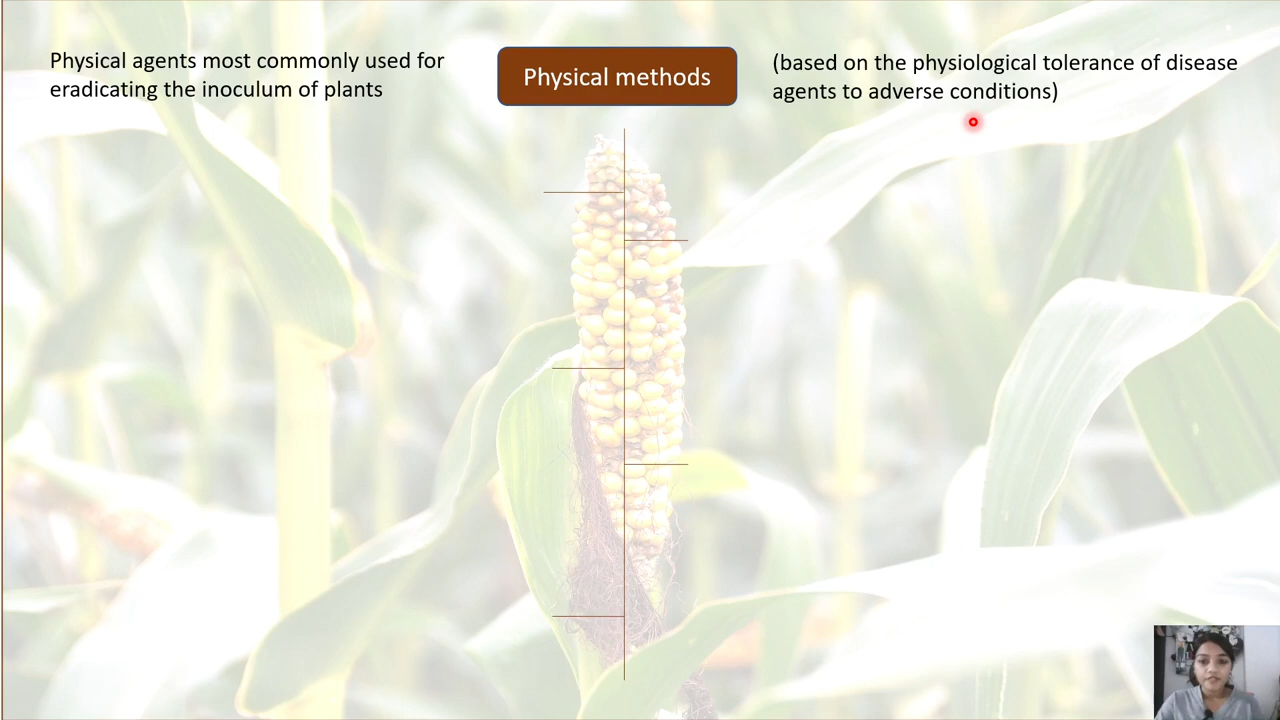 Physical agents most commonly used for
eradicating the inoculum of plants
Physical methods
(based on the physiological tolerance of disease
agents to adverse conditions)